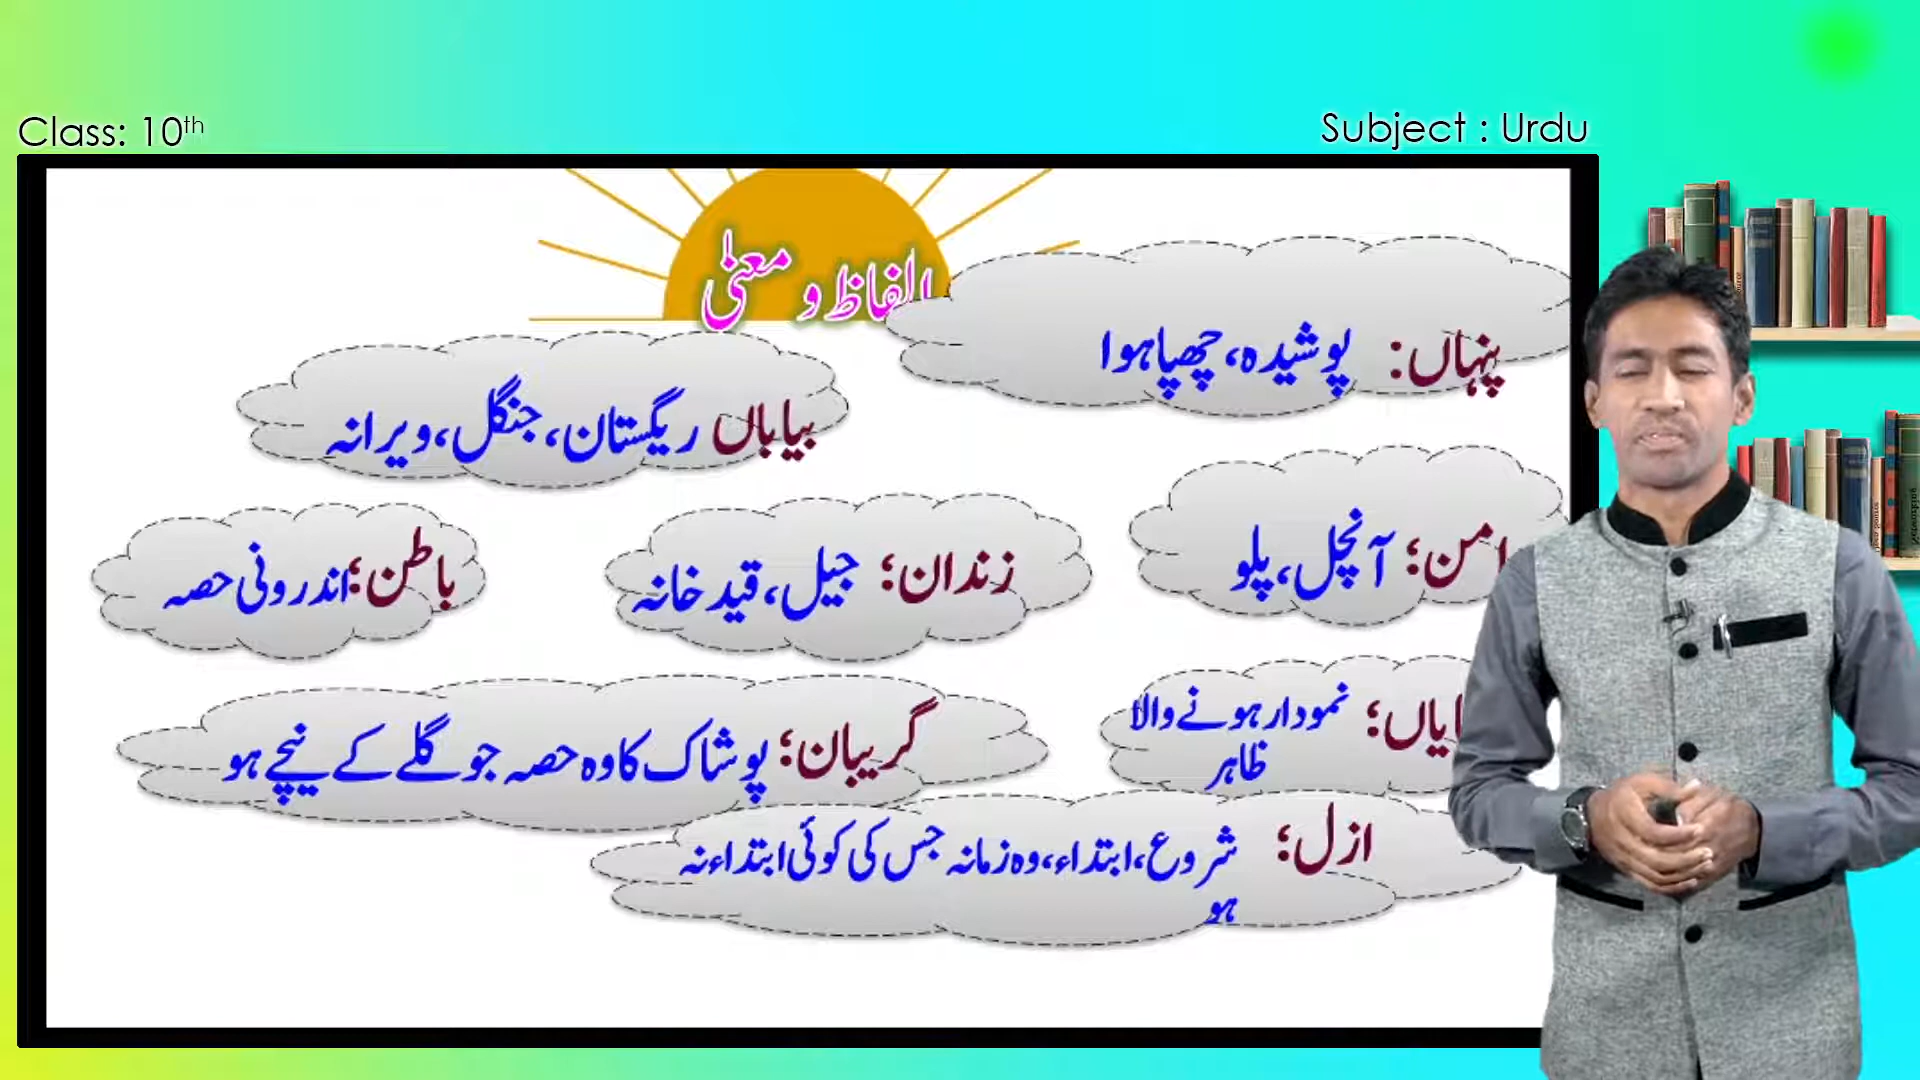 Class: 10th
Subject : Urdu
الفاظ و معنیٰ
پنہاں: پوشیدہ، چھپا ہوا
بیاباں ریگستان، جنگل، ویرانہ
امن؛ آنچل، پلو
زندان؛ جیل، قید خانہ
باطن؛ اندرونی حصہ
یاں؛ نمودار ہونے والا
ظاہر
گریبان؛ پوشاک کا وہ حصہ جو گلے کے نیچے ہو
ازل؛ شروع، ابتداء، وہ زمانہ جس کی کوئی ابتداء نہ
ہو